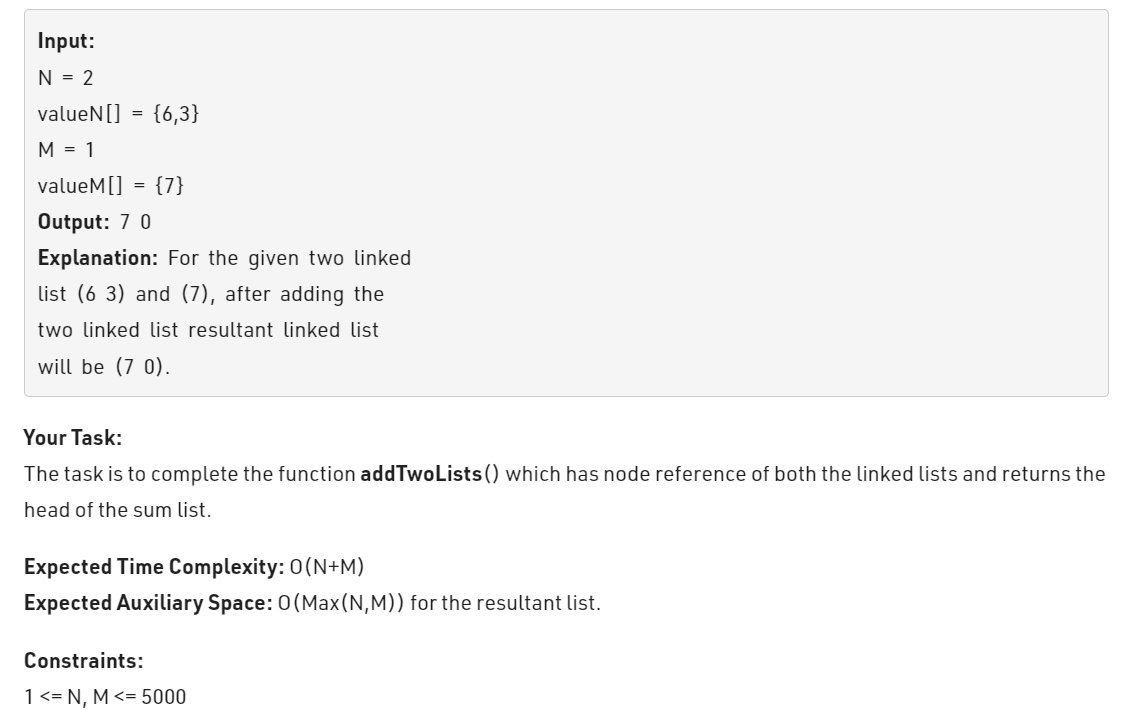 Input:
N = 2
valueN[] = {6,3}
M = 1
valueM[] = {7}
Output: 7 0
Explanation: For the given two linked
list (6 3) and (7), after adding the
two linked list resultant linked list
will be (7 0).
Your Task:
The task is to complete the function addTwoLists() which has node reference of both the linked lists and returns the
head of the sum list.
Expected Time Complexity: O(N+M)
Expected Auxiliary Space: O(Max(N,M)) for the resultant list.
Constraints:
1 <= N, M <= 5000